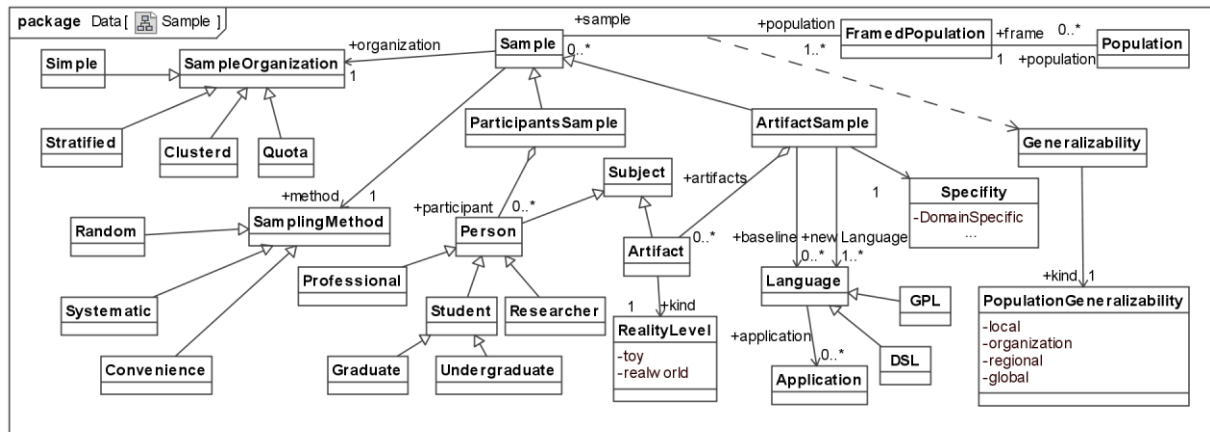 package Data[ Sample ]
+sample
+population
FramedPopulation
+frame
0..*
Population
1..*
1
+population
+organization
Sample
0..*
Simple
SampleOrganization
1
Stratified
Clusterd
Quota
ParticipantsSample
ArtifactSample
Generalizability
Subject
+artifacts
1
Specifity
-DomainSpecific
...
+method
1
SamplingMethod
+participant
0..*
Random
Person
Artifact
0..*
+baseline
+new Language
0..*
1..*
Professional
Language
+kind
1
Systematic
Student
Researcher
1
+kind
GPL
PopulationGeneralizability
-local
-organization
-regional
-global
RealityLevel
-toy
-realworld
+application
0..*
DSL
Convenience
Graduate
Undergraduate
Application